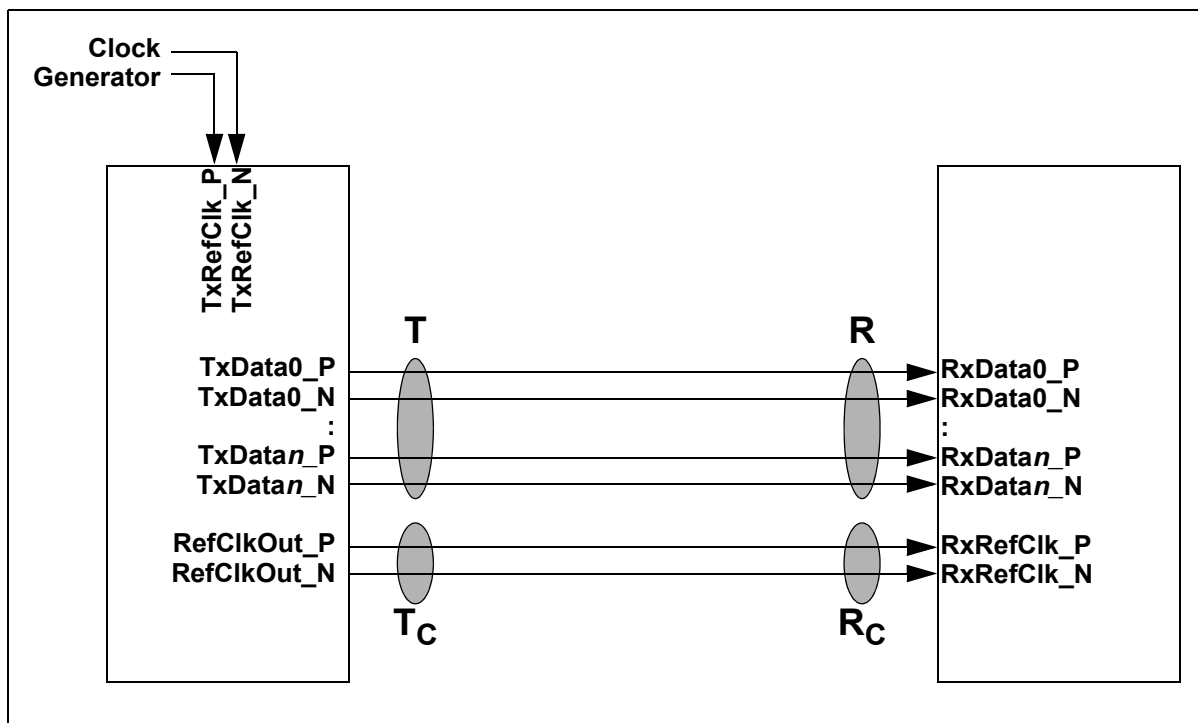 Clock
Generator
TxRefClk_P
TxRefClk_N
T
R
TxData0_P
TxData0_N
:
TxDatan_P
TxDatan_N
RefClkOut_P
RefClkOut_N
RxData0_P
RxData0_N
:
RxDatan_P
RxDatan_N
RxRefClk_P
RxRefClk_N
TC
RC